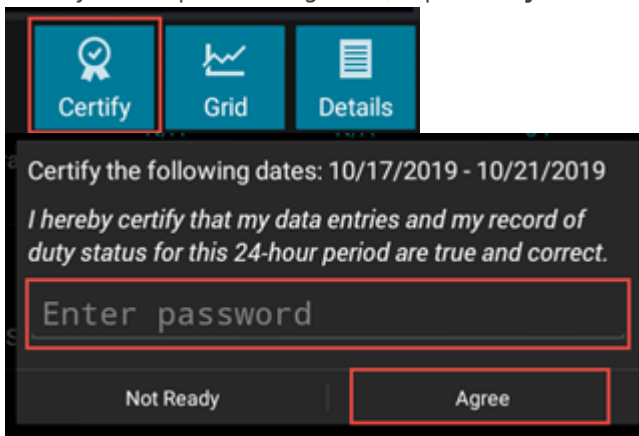 Certify Grid Details
Certify the following dates: 10/17/2019 - 10/21/2019
I hereby certify that my data entries and my record of
duty status for this 24-hour period are true and correct.
Enter password
Not Ready Agree